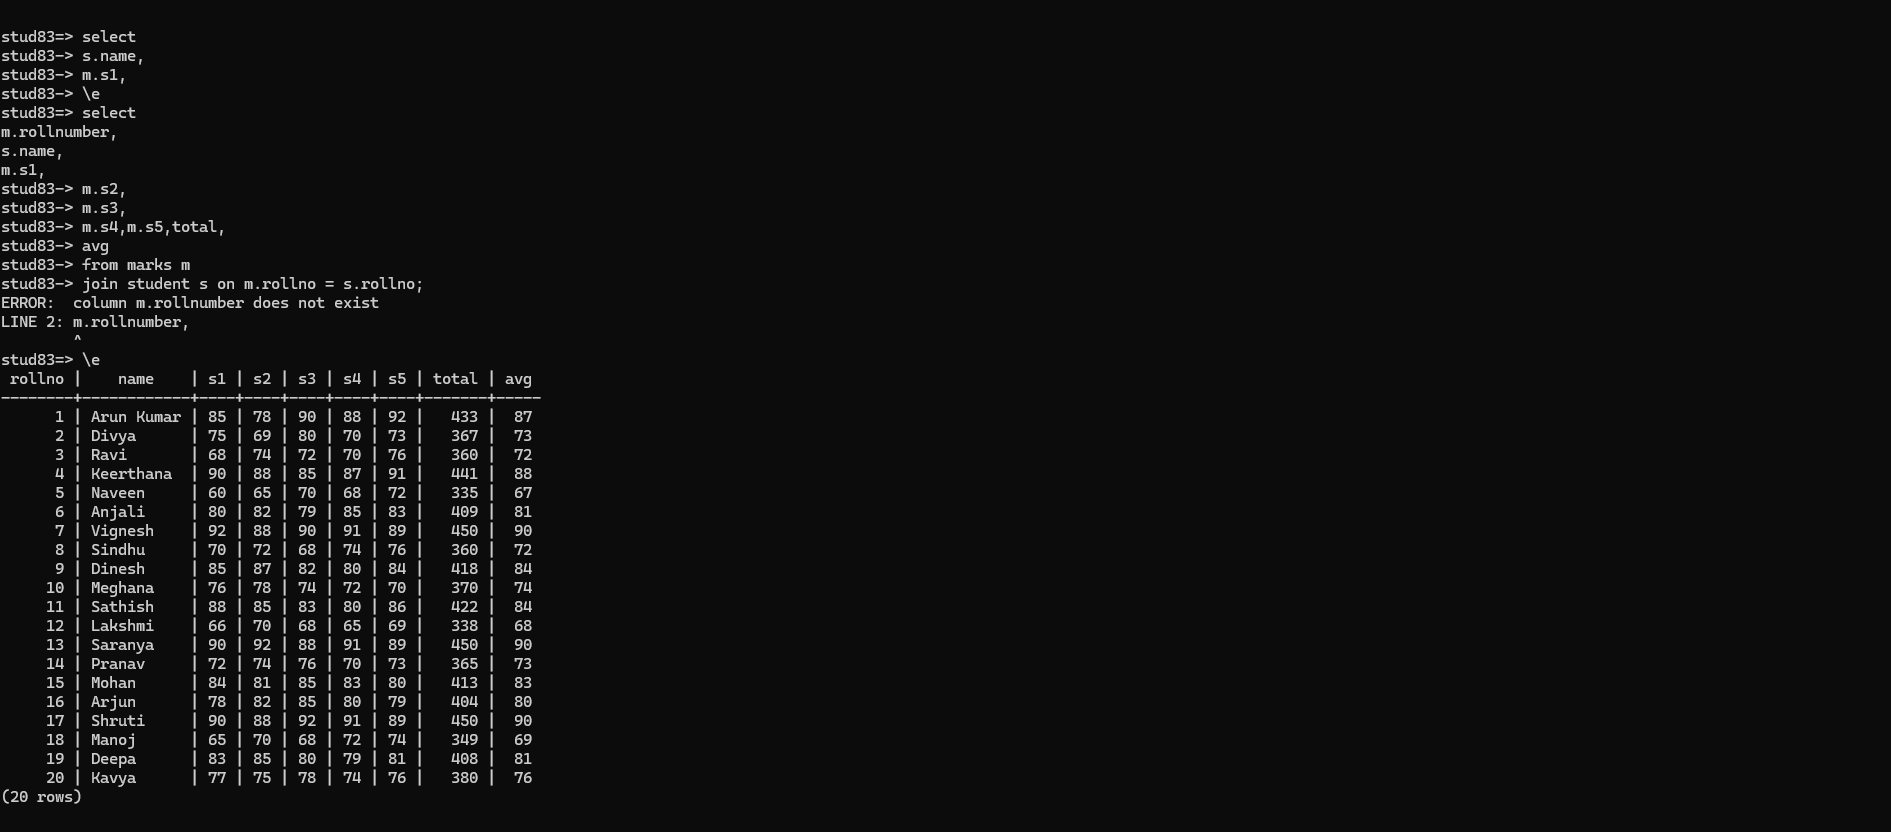 stud83=> select
stud83-> s.name,
stud83-> m.s1,
stud83-> \e
stud83=> select
m.rollnumber,
s.name,
m.s1,
stud83-> m.s2,
stud83-> m.s3,
stud83-> m.s4,m.s5,total,
stud83-> avg
stud83-> from marks m
stud83-> join student s on m.rollno = s.rollno;
ERROR:  column m.rollnumber does not exist
LINE 2: m.rollnumber,
        ^
stud83=> \e
 rollno |    name    | s1 | s2 | s3 | s4 | s5 | total | avg
--------+------------+----+----+----+----+----+-------+-----
      1 | Arun Kumar | 85 | 78 | 90 | 88 | 92 |   433 |  87
      2 | Divya      | 75 | 69 | 80 | 70 | 73 |   367 |  73
      3 | Ravi       | 68 | 74 | 72 | 70 | 76 |   360 |  72
      4 | Keerthana  | 90 | 88 | 85 | 87 | 91 |   441 |  88
      5 | Naveen     | 60 | 65 | 70 | 68 | 72 |   335 |  67
      6 | Anjali     | 80 | 82 | 79 | 85 | 83 |   409 |  81
      7 | Vignesh    | 92 | 88 | 90 | 91 | 89 |   450 |  90
      8 | Sindhu     | 70 | 72 | 68 | 74 | 76 |   360 |  72
      9 | Dinesh     | 85 | 87 | 82 | 80 | 84 |   418 |  84
     10 | Meghana    | 76 | 78 | 74 | 72 | 70 |   370 |  74
     11 | Sathish    | 88 | 85 | 83 | 80 | 86 |   422 |  84
     12 | Lakshmi    | 66 | 70 | 68 | 65 | 69 |   338 |  68
     13 | Saranya    | 90 | 92 | 88 | 91 | 89 |   450 |  90
     14 | Pranav     | 72 | 74 | 76 | 70 | 73 |   365 |  73
     15 | Mohan      | 84 | 81 | 85 | 83 | 80 |   413 |  83
     16 | Arjun      | 78 | 82 | 85 | 80 | 79 |   404 |  80
     17 | Shruti     | 90 | 88 | 92 | 91 | 89 |   450 |  90
     18 | Manoj      | 65 | 70 | 68 | 72 | 74 |   349 |  69
     19 | Deepa      | 83 | 85 | 80 | 79 | 81 |   408 |  81
     20 | Kavya      | 77 | 75 | 78 | 74 | 76 |   380 |  76
(20 rows)